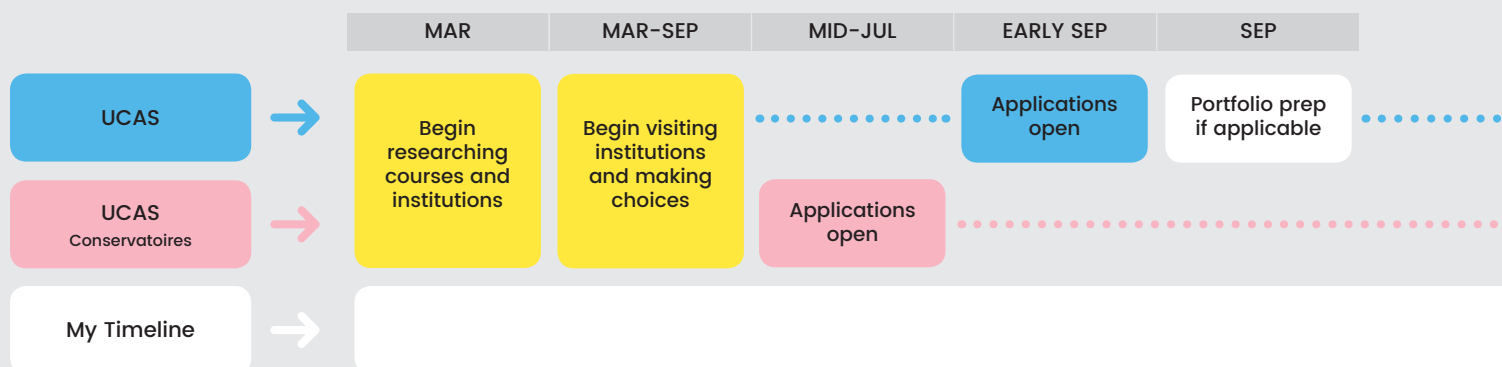 MAR
MAR-SEP
MID-JUL
EARLY SEP
SEP
UCAS
Begin
researching
courses and
institutions
Begin visiting
institutions
and making
choices
Applications
open
Portfolio prep
if applicable
UCAS
Conservatoires
Applications
open
My Timeline